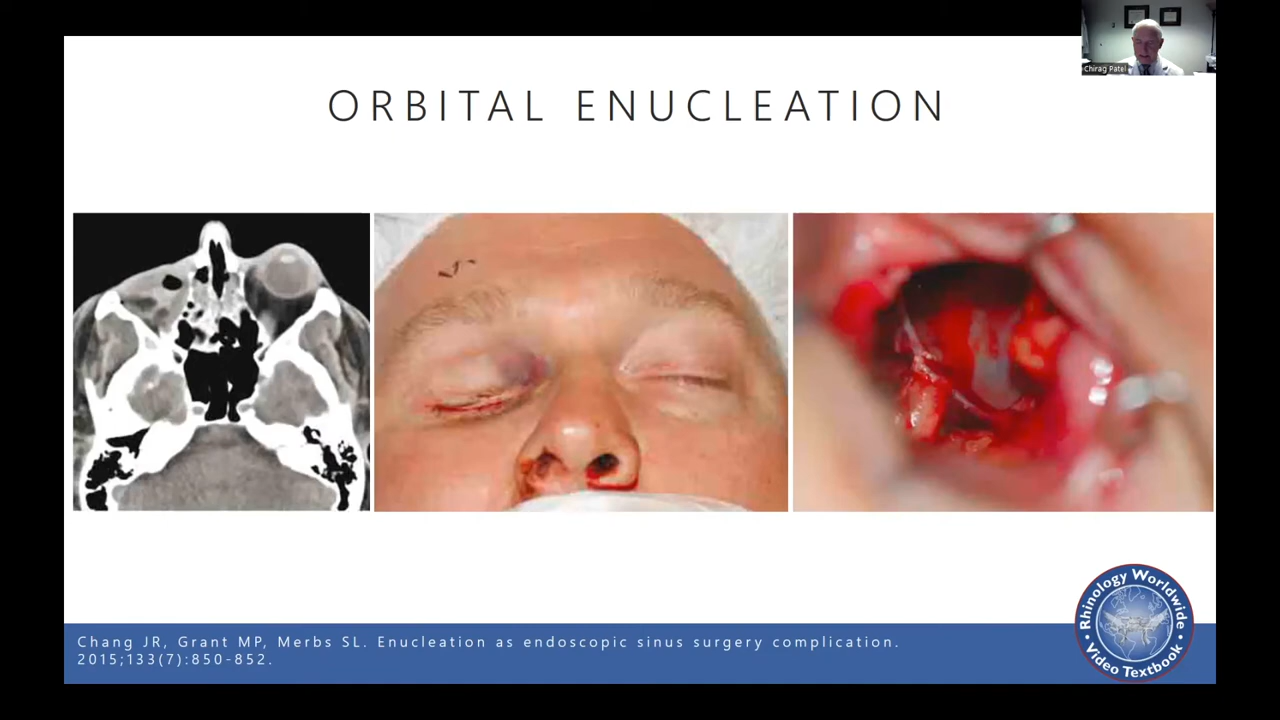 Chirag Patel
ORBITAL ENUCLEATION
Chang JR, Grant MP, Merbs SL. Enucleation as endoscopic sinus surgery complication.
2015;133(7):850-852.
Rhinology Worldwide
Video Textbook